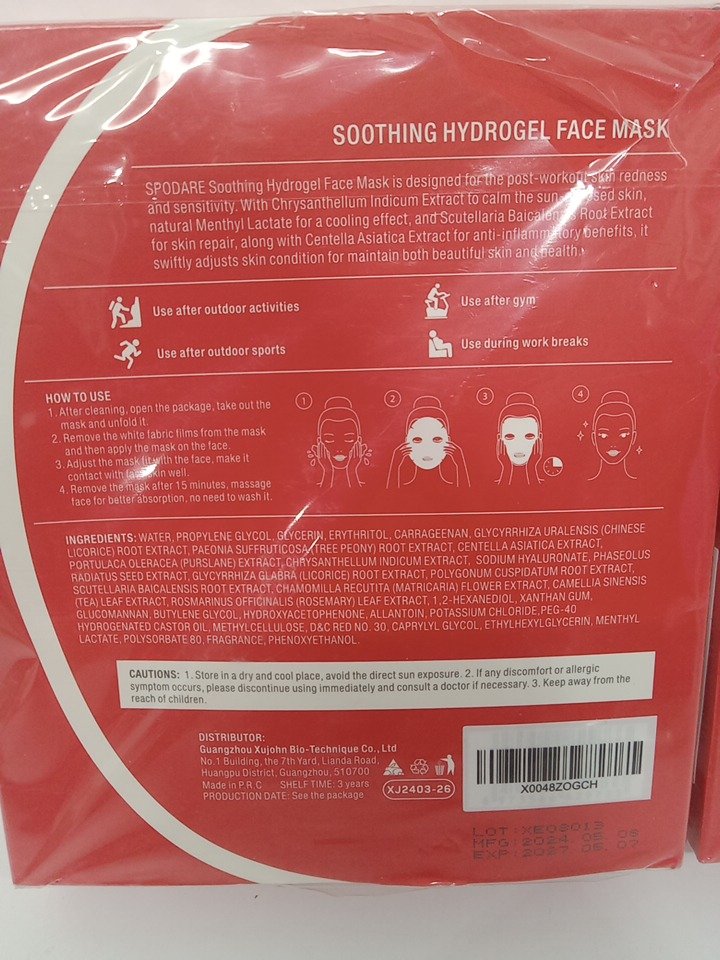 SOOTHING HYDROGEL FACE MASK
SPODARE Soothing Hydrogel Face Mask is designed for the post-workout skin redness
and sensitivity. With Chrysanthellum Indicum Extract to calm the sun skin,
natural Menthyl Lactate for a cooling effect, and Scutellaria Baicalensis Root Extract
for skin repair, along with Centella Asiatica Extract for anti-inflammatory benefits, it
swiftly adjusts skin condition for maintain both beautiful skin and health.
Use after outdoor activities
Use after gym
Use after outdoor sports
Use during work breaks
HOW TO USE
1. After cleaning, open the package, take out the
mask and unfold it.
2. Remove the white fabric films from the mask
and then apply the mask on the face.
3. Adjust the mask fit with the face, make it
contact with face skin well.
4. Remove the mask after 15 minutes, massage
face for better absorption, no need to wash it.
1
2
3
4
INGREDIENTS: WATER, PROPYLENE GLYCOL, GLYCERIN, ERYTHRITOL, CARRAGEENAN, GLYCYRRHIZA URALENSIS (CHINESE
LICORICE) ROOT EXTRACT, PAEONIA SUFFRUTICOSA (TREE PEONY) ROOT EXTRACT, CENTELLA ASIATICA EXTRACT,
PORTULACA OLERACEA (PURSLANE) EXTRACT, CHRYSANTHELLUM INDICUM EXTRACT, SODIUM HYALURONATE, PHASEOLUS
RADIATUS SEED EXTRACT, GLYCYRRHIZA GLABRA (LICORICE) ROOT EXTRACT, POLYGONUM CUSPIDATUM ROOT EXTRACT,
SCUTELLARIA BAICALENSIS ROOT EXTRACT, CHAMOMILLA RECUTITA (MATRICARIA) FLOWER EXTRACT, CAMELLIA SINENSIS
(TEA) LEAF EXTRACT, ROSMARINUS OFFICINALIS (ROSEMARY) LEAF EXTRACT, 1,2-HEXANEDIOL, XANTHAN GUM,
GLUCOMANNAN, BUTYLENE GLYCOL, HYDROXYACETOPHENONE, ALLANTOIN, POTASSIUM CHLORIDE, PEG-40
HYDROGENATED CASTOR OIL, METHYLCELLULOSE, D&C RED NO. 30, CAPRYLYL GLYCOL, ETHYLHEXYLGLYCERIN, MENTHYL
LACTATE, POLYSORBATE 80, FRAGRANCE, PHENOXYETHANOL.
CAUTIONS: 1. Store in a dry and cool place, avoid the direct sun exposure. 2. If any discomfort or allergic
symptom occurs, please discontinue using immediately and consult a doctor if necessary. 3. Keep away from the
reach of children.
DISTRIBUTOR:
Guangzhou Xujohn Bio-Technique Co., Ltd
No.1 Building, the 7th Yard, Lianda Road,
Huangpu District, Guangzhou, 510700
Made in P.R.C SHELF TIME: 3 years
PRODUCTION DATE: See the package
XJ2403-26
X0048ZOGCH
LOT:
MFG: 2024. 05. 08
EXP: